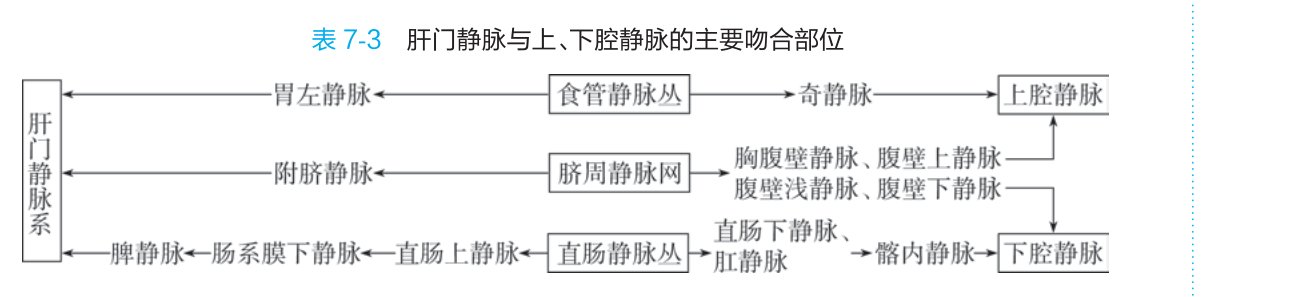 表 7-3 肝门静脉与上、下腔静脉的主要吻合部位
肝门静脉系
胃左静脉 食管静脉丛 奇静脉 上腔静脉
附脐静脉 脐周静脉网 胸腹壁静脉、腹壁上静脉
腹壁浅静脉、腹壁下静脉
脾静脉 肠系膜下静脉 直肠上静脉 直肠静脉丛 直肠下静脉、
肛静脉 髂内静脉 下腔静脉